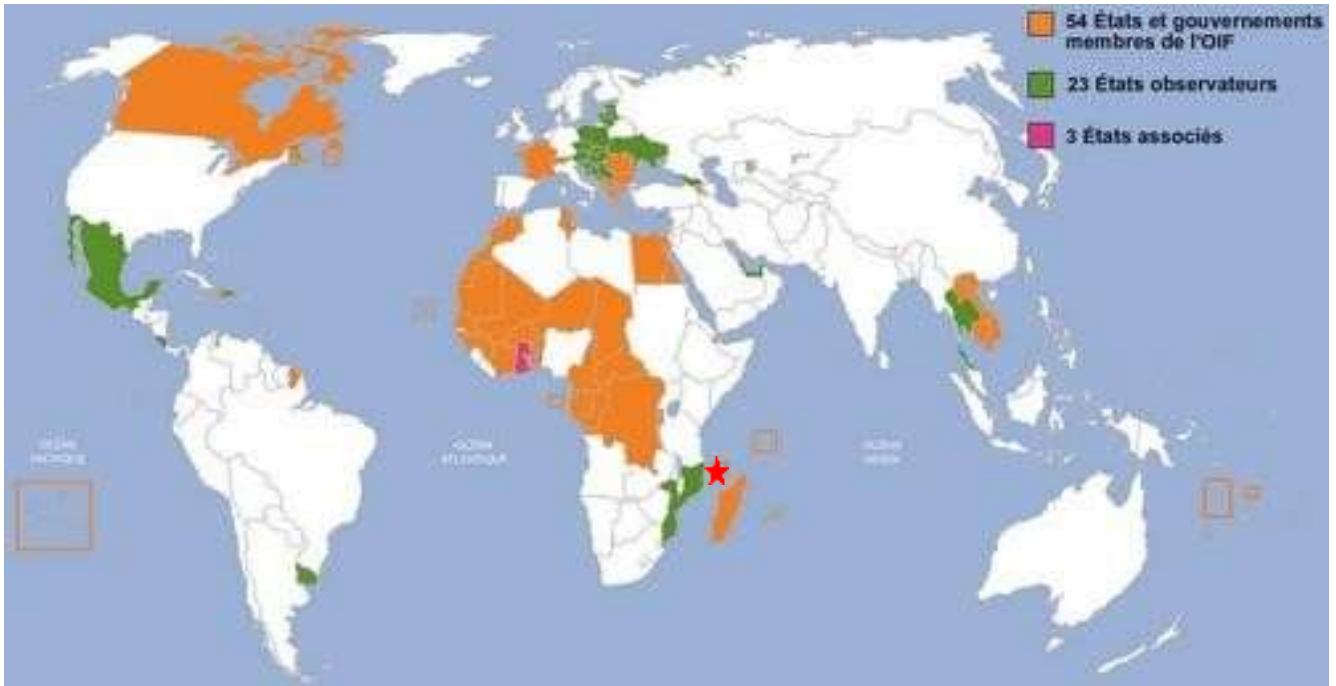 54 États et gouvernements
membres de l'OIF
23 États observateurs
3 États associés